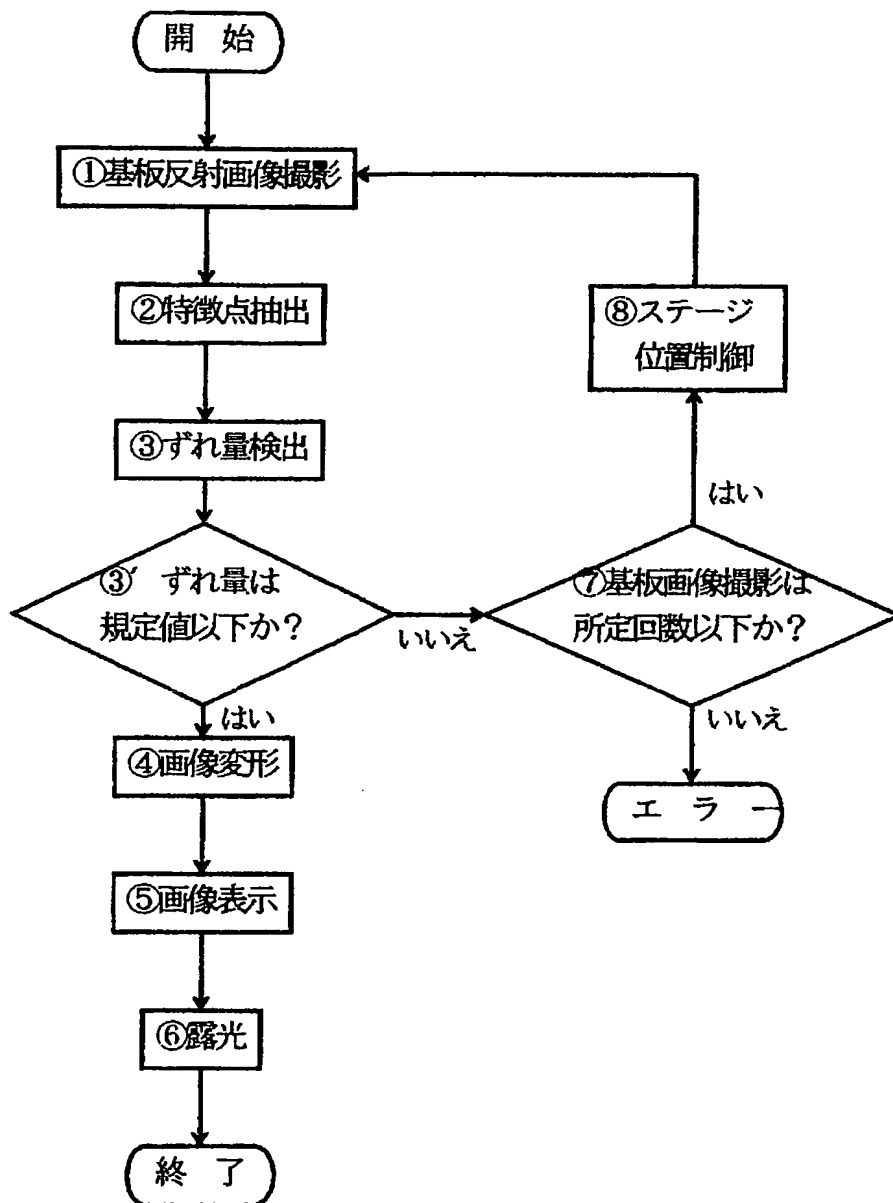 開 始
①基板反射画像撮影
②特徴点抽出
③ずれ量検出
③′ ずれ量は
規定値以下か?
いいえ
はい
④画像変形
⑤画像表示
⑥露光
終 了
⑦基板画像撮影は
所定回数以下か?
はい
⑧ステージ
位置制御
いいえ
エ ラ ー